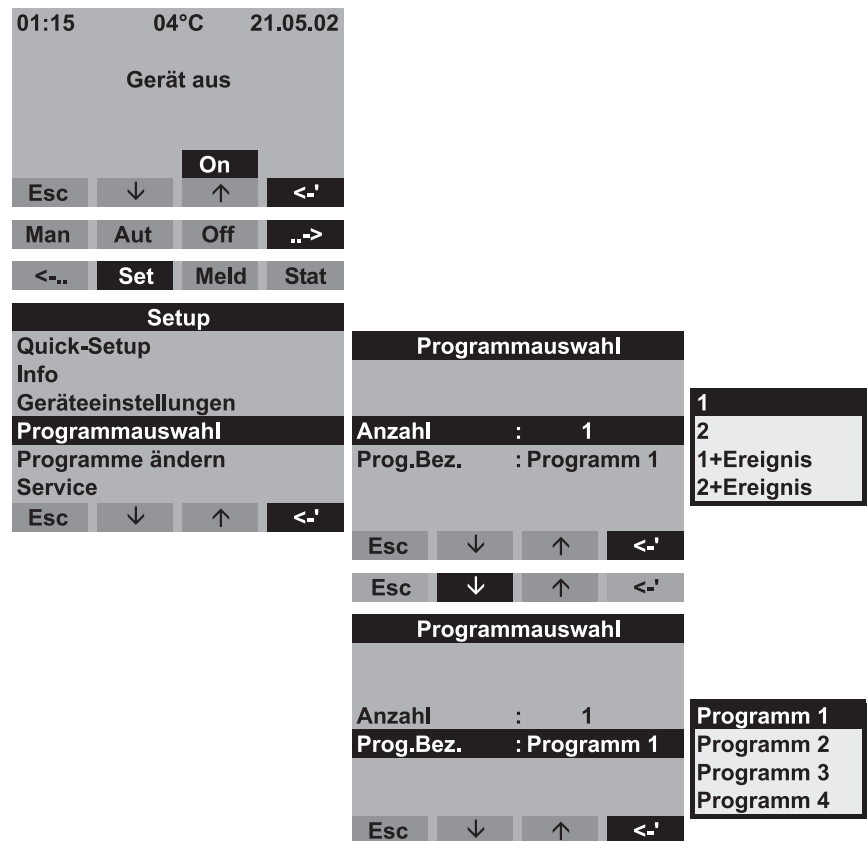 01:15 04°C 21.05.02
Gerät aus
On
Esc ↓ ↑ <-'
Man Aut Off ..->
<-.. Set Meld Stat
Setup
Quick-Setup
Info
Geräteeinstellungen
Programmauswahl
Programme ändern
Service
Esc ↓ ↑ <-'
Programmauswahl
Anzahl : 1
Prog.Bez. : Programm 1
Esc ↓ ↑ <-'
Esc ↓ ↑ <-'
1
2
1+Ereignis
2+Ereignis
Programmauswahl
Anzahl : 1
Prog.Bez. : Programm 1
Esc ↓ ↑ <-'
Programm 1
Programm 2
Programm 3
Programm 4